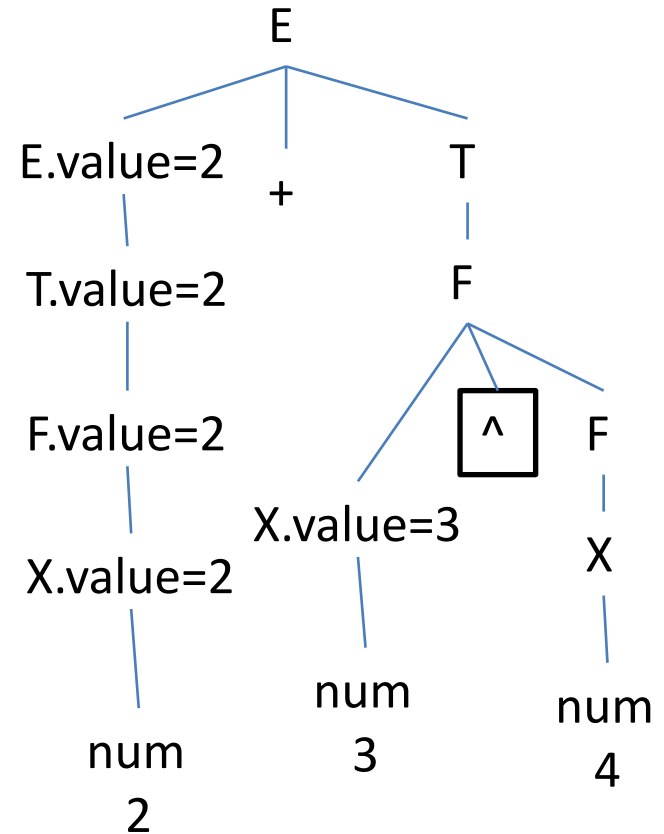 E
E.value=2
+
T
T.value=2
F
F.value=2
^
F
X.value=2
X.value=3
X
num
2
num
3
num
4